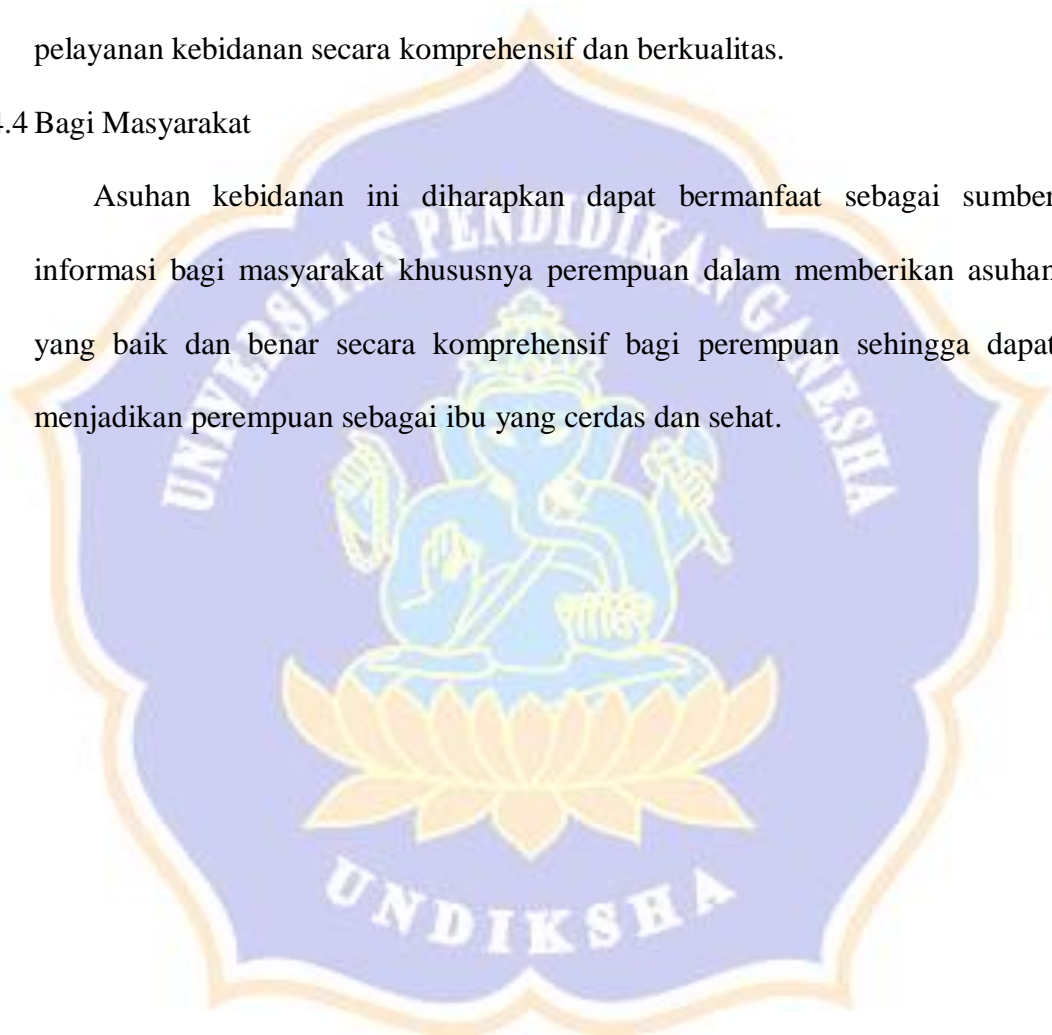 pelayanan kebidanan secara komprehensif dan berkualitas.
.4 Bagi Masyarakat
Asuhan kebidanan ini diharapkan dapat bermanfaat sebagai sumber
informasi bagi masyarakat khususnya perempuan dalam memberikan asuhan
yang baik dan benar secara komprehensif bagi perempuan sehingga dapat
menjadikan perempuan sebagai ibu yang cerdas dan sehat.
UNIVERSITAS PENDIDIKAN GANESHA
UNDIKSHA